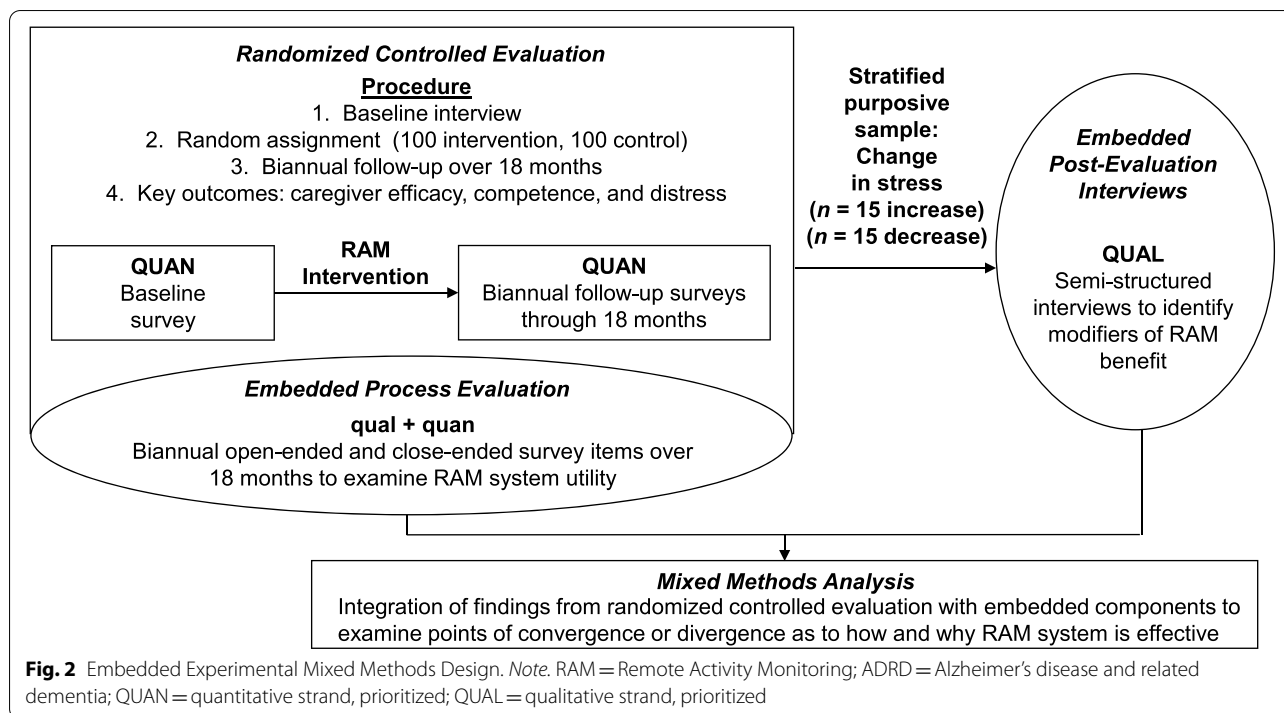 Randomized Controlled Evaluation
Procedure
1. Baseline interview
2. Random assignment (100 intervention, 100 control)
3. Biannual follow-up over 18 months
4. Key outcomes: caregiver efficacy, competence, and distress
QUAN
Baseline
survey
RAM
Intervention
QUAN
Biannual follow-up surveys
through 18 months
Embedded Process Evaluation
qual + quan
Biannual open-ended and close-ended survey items over
18 months to examine RAM system utility
Stratified
purposive
sample:
Change
in stress
(n = 15 increase)
(n = 15 decrease)
Embedded
Post-Evaluation
Interviews
QUAL
Semi-structured
interviews to identify
modifiers of RAM
benefit
Mixed Methods Analysis
Integration of findings from randomized controlled evaluation with embedded components to
examine points of convergence or divergence as to how and why RAM system is effective
Fig. 2 Embedded Experimental Mixed Methods Design. Note. RAM = Remote Activity Monitoring; ADRD = Alzheimer’s disease and related
dementia; QUAN = quantitative strand, prioritized; QUAL = qualitative strand, prioritized